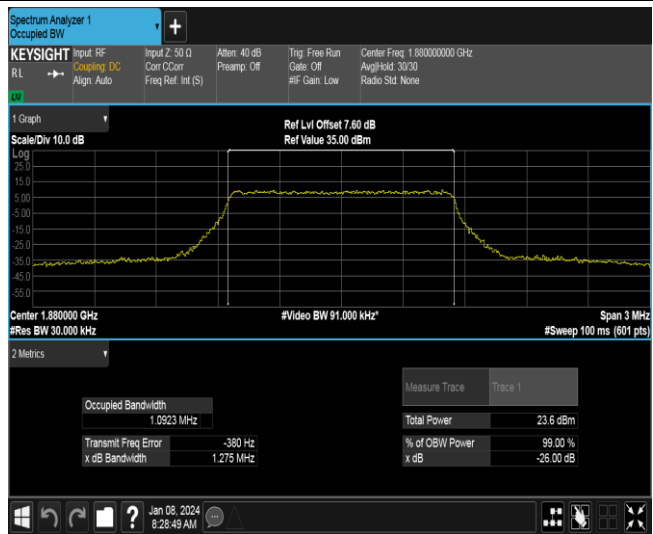 Spectrum Analyzer 1
Occupied BW
KEYSIGHT Input: RF Input Z: 50 Ω Atten: 40 dB Trig: Free Run Center Freq: 1.880000000 GHz
RL Coupling: DC Corr CCorr Preamp: Off Gate: Off Avg|Hold: 30/30
Align: Auto Freq Ref: Int (S) #IF Gain: Low Radio Std: None
1 Graph
Ref Lvl Offset 7.60 dB
Scale/Div 10.0 dB Ref Value 35.00 dBm
Log
25.0
15.0
5.00
-5.00
-15.0
-25.0
-35.0
-45.0
-55.0
Center 1.880000 GHz #Video BW 91.000 kHz* Span 3 MHz
#Res BW 30.000 kHz #Sweep 100 ms (601 pts)
2 Metrics
Measure Trace Trace 1
Occupied Bandwidth
1.0923 MHz Total Power 23.6 dBm
Transmit Freq Error -380 Hz % of OBW Power 99.00 %
x dB Bandwidth 1.275 MHz x dB -26.00 dB
Jan 08, 2024
8:28:49 AM